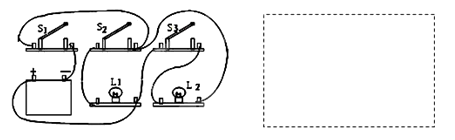 S₁ S₂ S₃
+ −
L1 L2